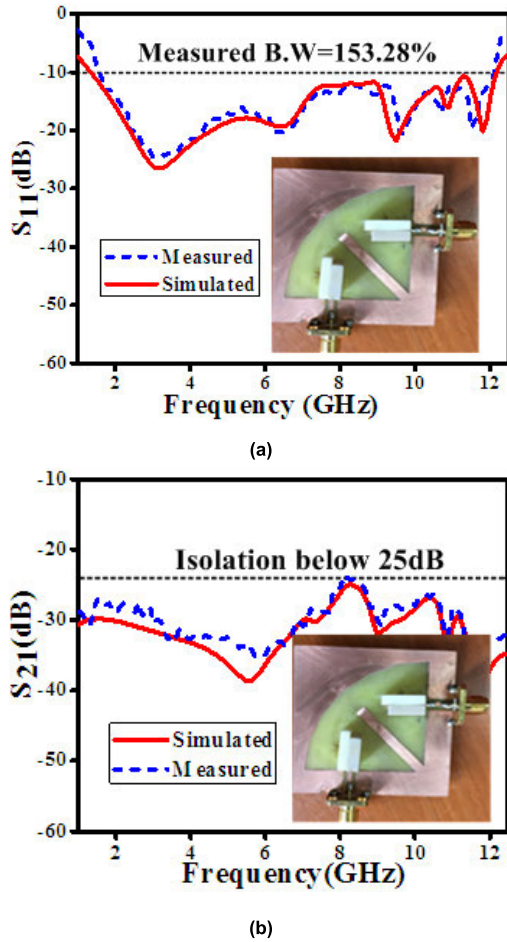 0
Measured B.W=153.28%
-10
-20
S11(dB)
-30
Measured
-40
Simulated
-50
-60
2 4 6 8 10 12
Frequency (GHz)
(a)
-10
-20
Isolation below 25dB
-30
S21(dB)
-40
Simulated
-50
Measured
-60
2 4 6 8 10 12
Frequency(GHz)
(b)